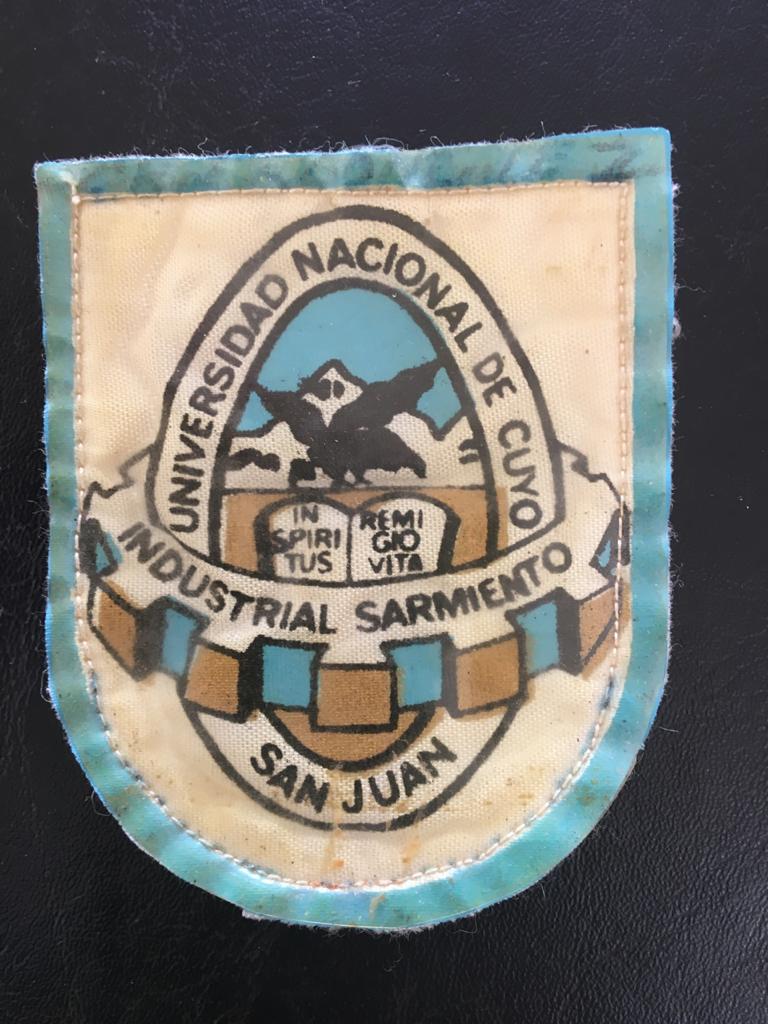 UNIVERSIDAD NACIONAL DE CUYO
IN
SPIRI
TUS
REMI
GIO
VITA
INDUSTRIAL SARMIENTO
SAN JUAN